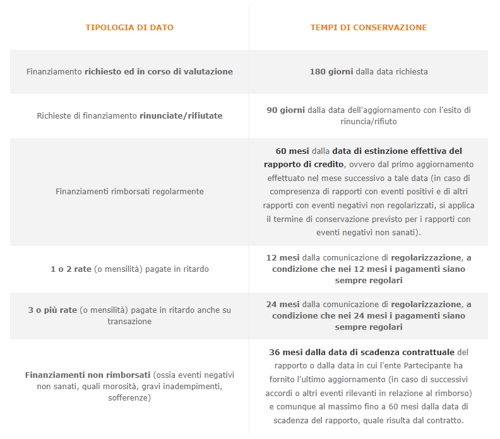 TIPOLOGIA DI DATO
TEMPI DI CONSERVAZIONE
Finanziamento richiesto ed in corso di valutazione
180 giorni dalla data richiesta
Richieste di finanziamento rinunciate/rifiutate
90 giorni dalla data dell'aggiornamento con l'esito di
rinuncia/rifiuto
Finanziamenti rimborsati regolarmente
60 mesi dalla data di estinzione effettiva del
rapporto di credito, ovvero dal primo aggiornamento
effettuato nel mese successivo a tale data (in caso di
compresenza di rapporti con eventi positivi e di altri
rapporti con eventi negativi non regolarizzati, si applica
il termine di conservazione previsto per i rapporti con
eventi negativi non sanati).
1 o 2 rate (o mensilità) pagate in ritardo
12 mesi dalla comunicazione di regolarizzazione, a
condizione che nei 12 mesi i pagamenti siano
sempre regolari
3 o più rate (o mensilità) pagate in ritardo anche su
transazione
24 mesi dalla comunicazione di regolarizzazione, a
condizione che nei 24 mesi i pagamenti siano
sempre regolari
Finanziamenti non rimborsati (ossia eventi negativi
non sanati, quali morosità, gravi inadempimenti,
sofferenze)
36 mesi dalla data di scadenza contrattuale del
rapporto o dalla data in cui l'ente Partecipante ha
fornito l'ultimo aggiornamento (in caso di successivi
accordi o altri eventi rilevanti in relazione al rimborso)
e comunque al massimo fino a 60 mesi dalla data di
scadenza del rapporto, quale risulta dal contratto.